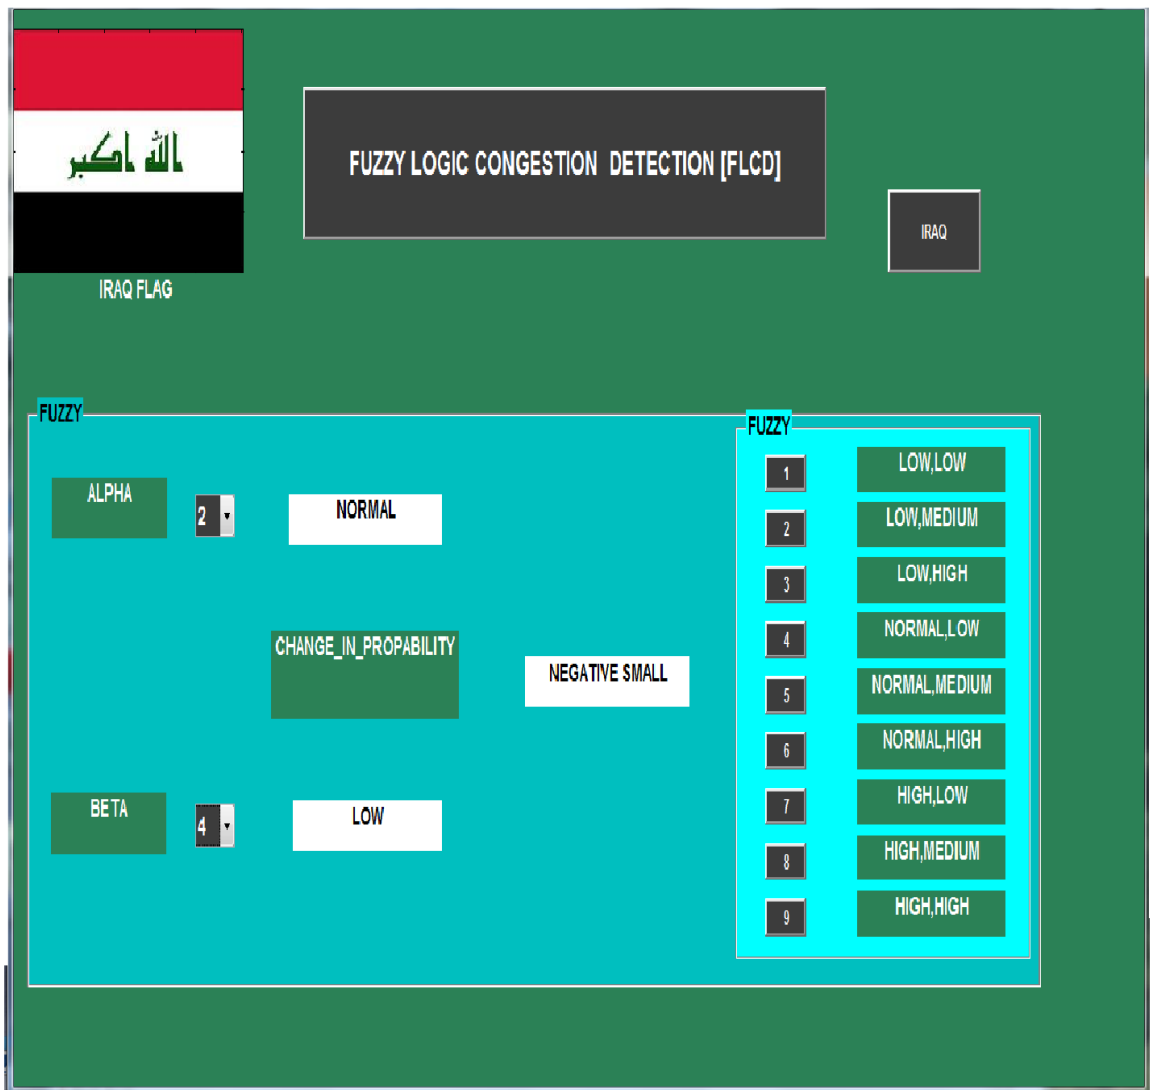 الله اكبر
FUZZY LOGIC CONGESTION DETECTION [FLCD]
IRAQ
IRAQ FLAG
FUZZY
ALPHA
2
NORMAL
CHANGE_IN_PROPABILITY
NEGATIVE SMALL
BETA
4
LOW
FUZZY
1 LOW,LOW
2 LOW,MEDIUM
3 LOW,HIGH
4 NORMAL,LOW
5 NORMAL,MEDIUM
6 NORMAL,HIGH
7 HIGH,LOW
8 HIGH,MEDIUM
9 HIGH,HIGH